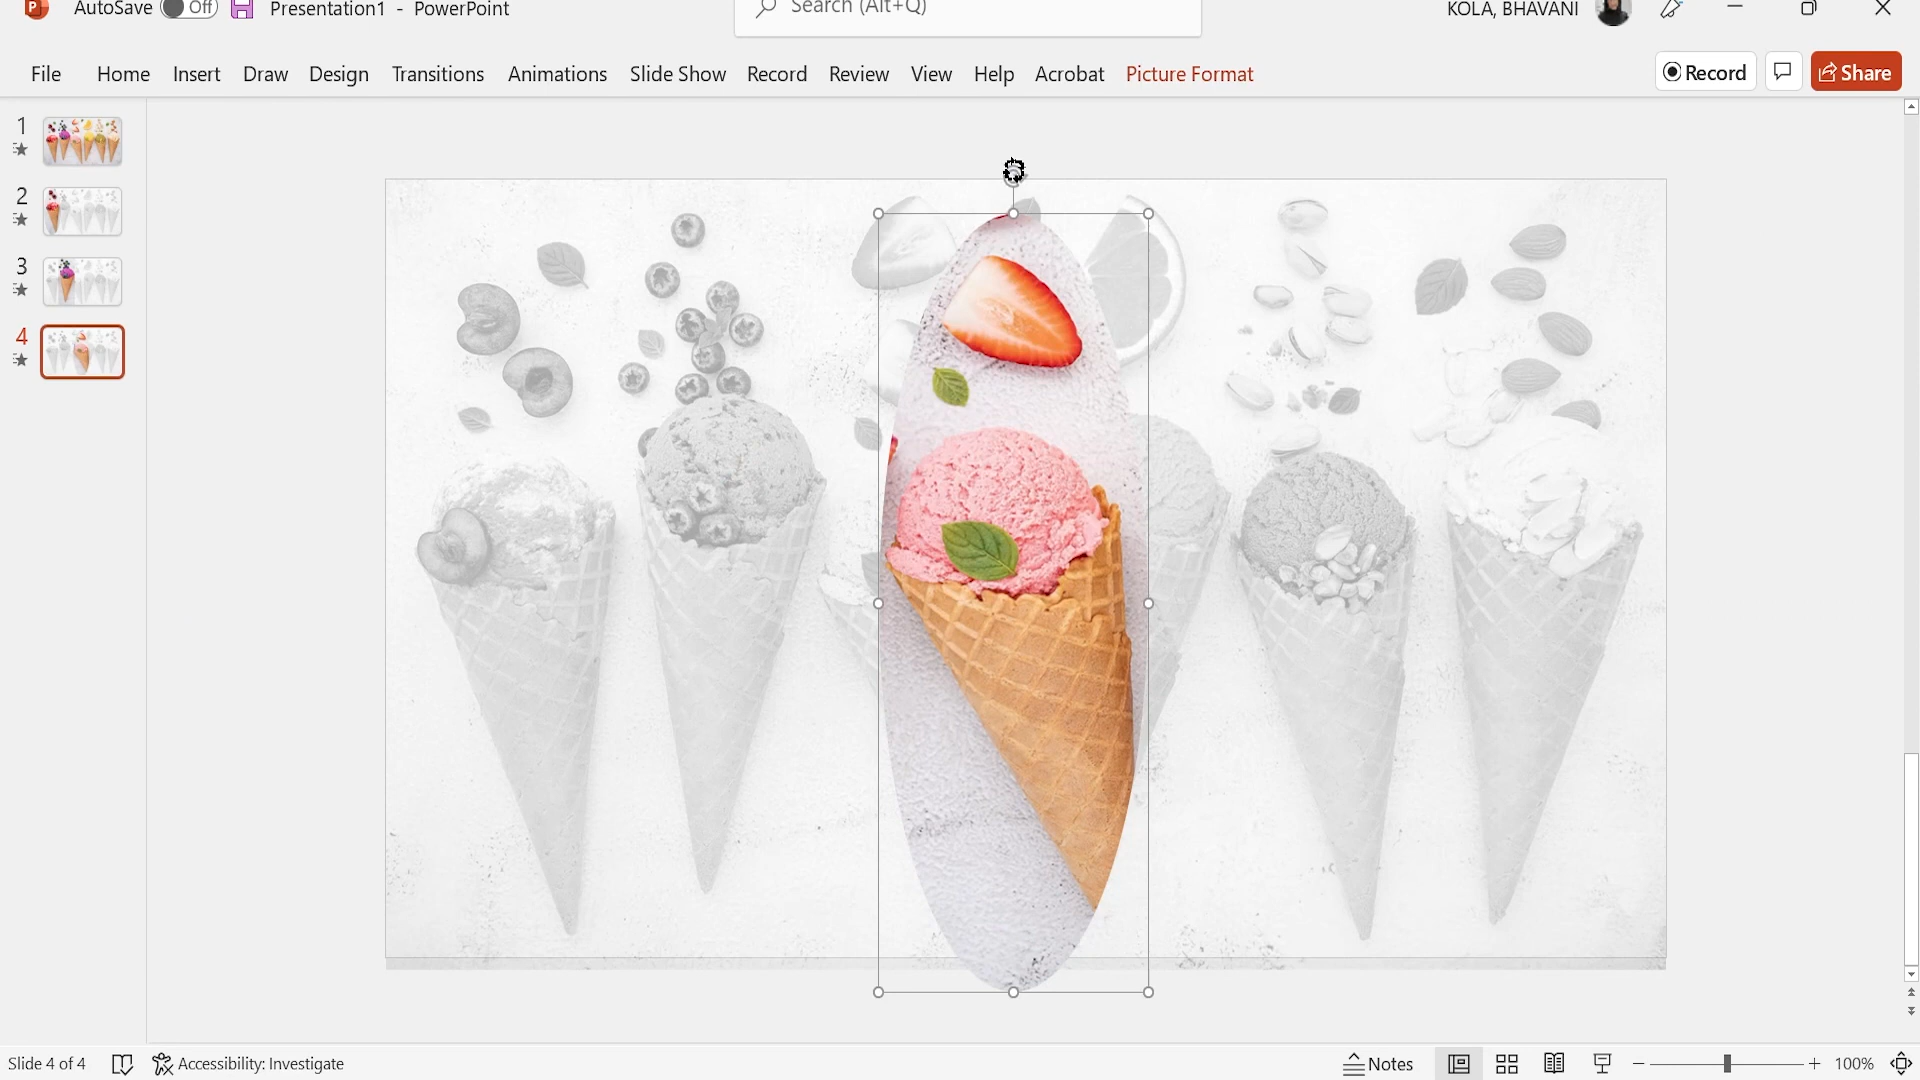 AutoSave Off Presentation1 - PowerPoint Search (Alt+Q) KOLA, BHAVANI
File Home Insert Draw Design Transitions Animations Slide Show Record Review View Help Acrobat Picture Format Record Share
1
2
3
4
Slide 4 of 4 Accessibility: Investigate Notes 100%